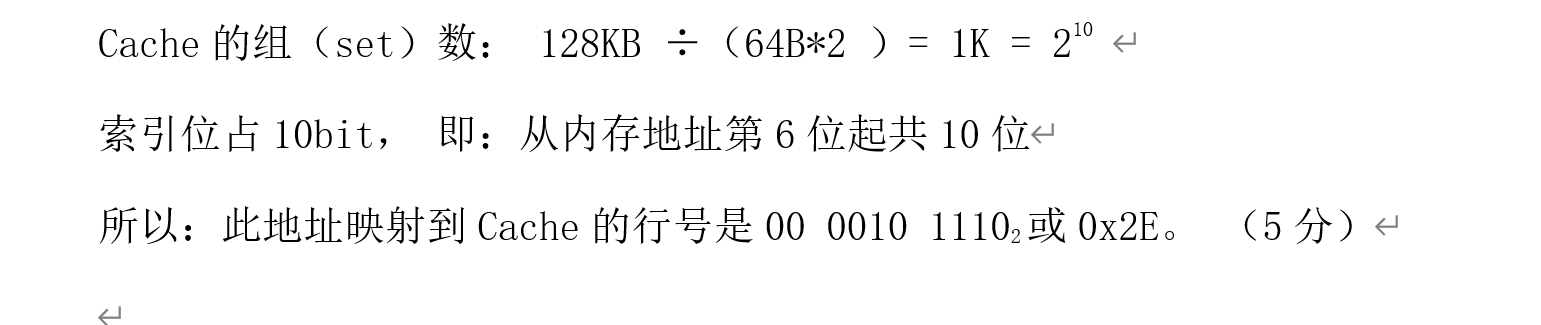 Cache 的组（set）数： 128KB ÷（64B*2 ）= 1K = 2¹⁰ ↵
索引位占 10bit， 即：从内存地址第 6 位起共 10 位↵
所以：此地址映射到 Cache 的行号是 00 0010 1110₂或 0x2E。 （5 分）↵
↵